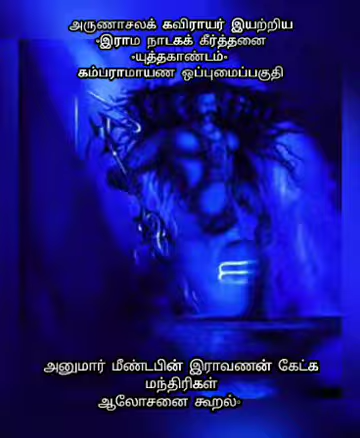 அருணாசலக் கவிராயர் இயற்றிய
"இராம நாடகக் கீர்த்தனை
"யுத்தகாண்டம்"
கம்பராமாயண ஒப்புமைப்பகுதி
அனுமார் மீண்டபின் இராவணன் கேட்க
மந்திரிகள்
ஆலோசனை கூறல்"